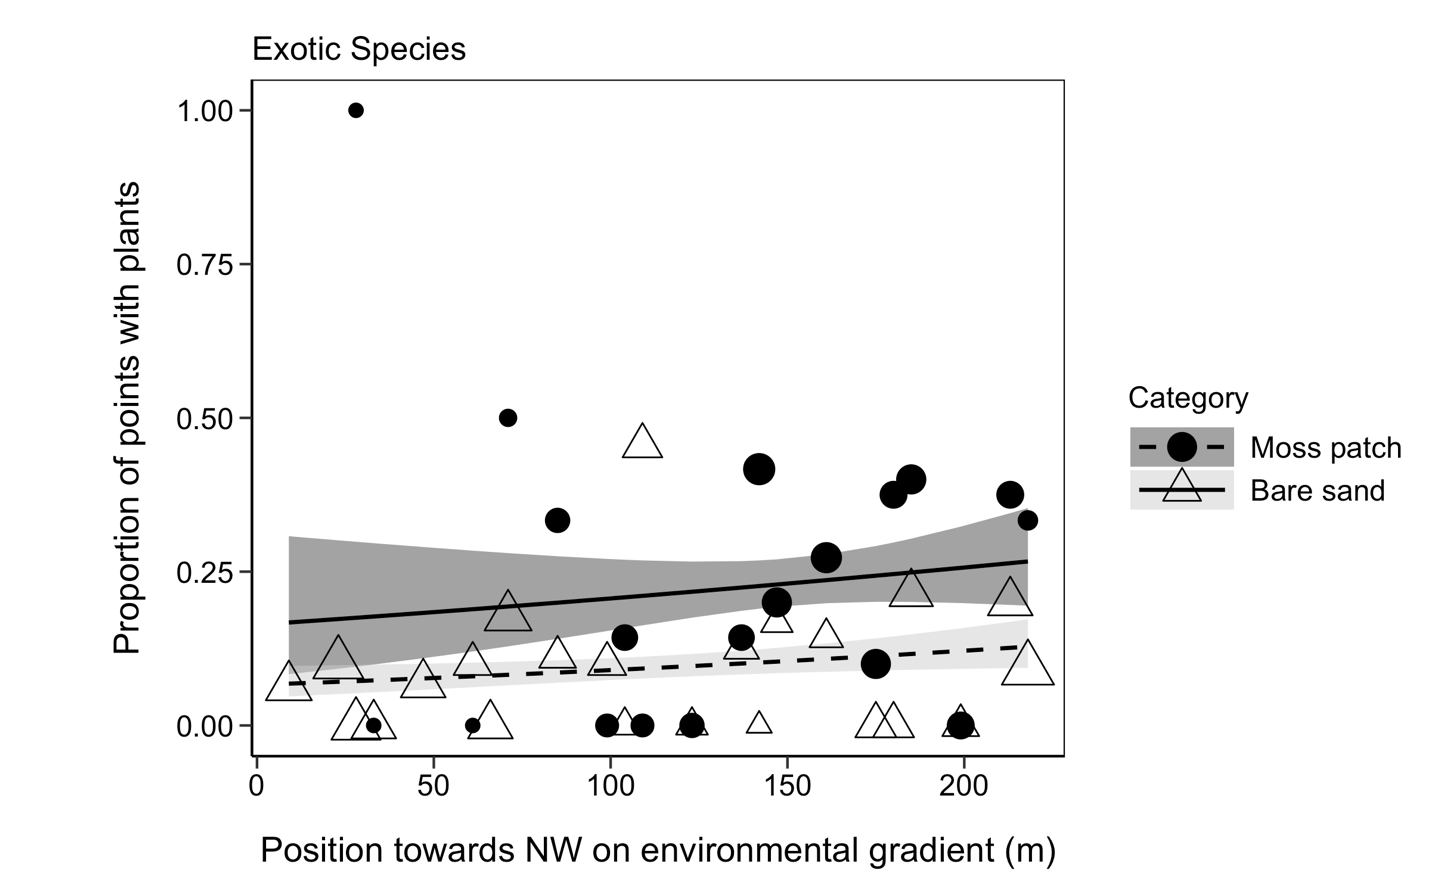 Exotic Species
Proportion of points with plants
1.00
0.75
0.50
0.25
0.00
0
50
100
150
200
Position towards NW on environmental gradient (m)
Category
Moss patch
Bare sand